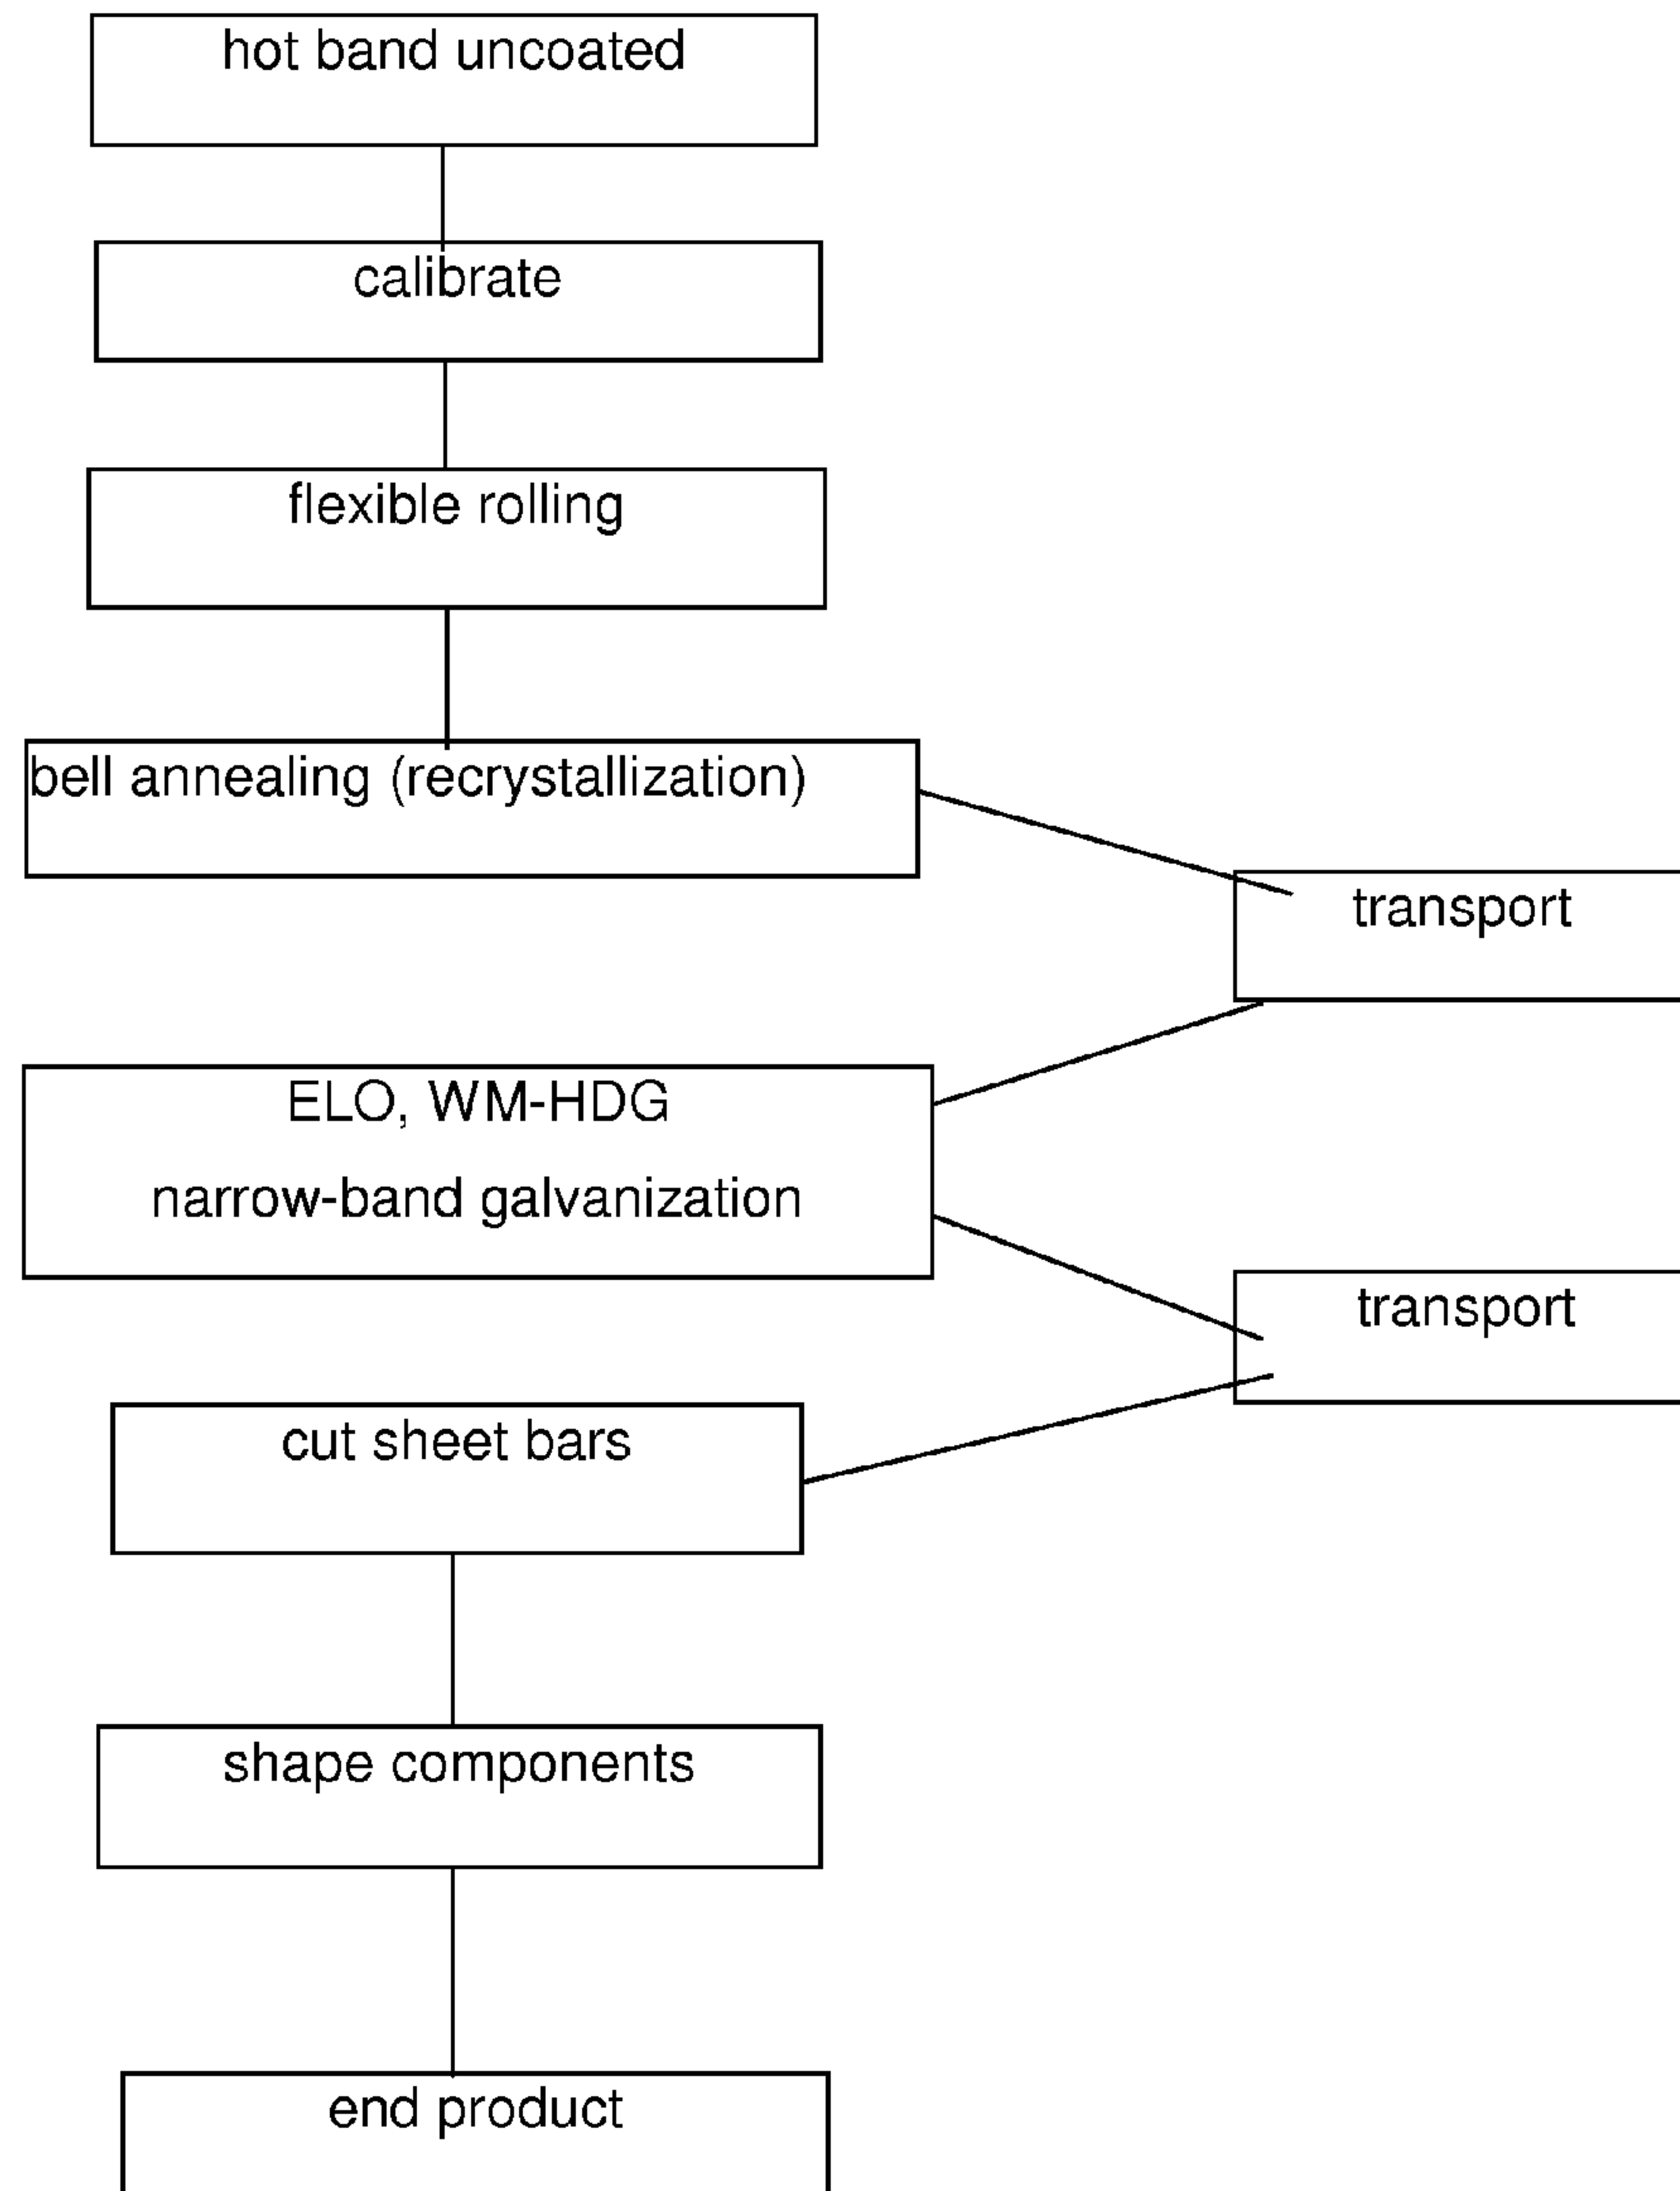 hot band uncoated
calibrate
flexible rolling
bell annealing (recrystallization)
transport
ELO, WM-HDG
narrow-band galvanization
transport
cut sheet bars
shape components
end product